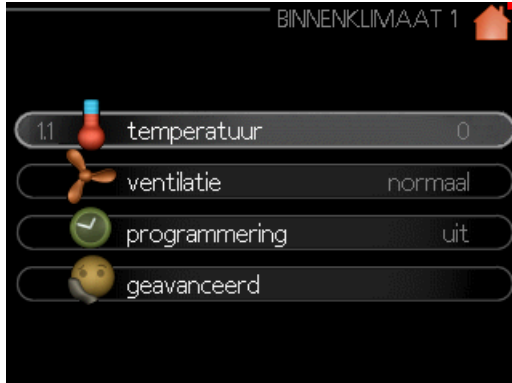 BINNENKLIMAAT 1
1.1 temperatuur 0
ventilatie normaal
programmering uit
geavanceerd